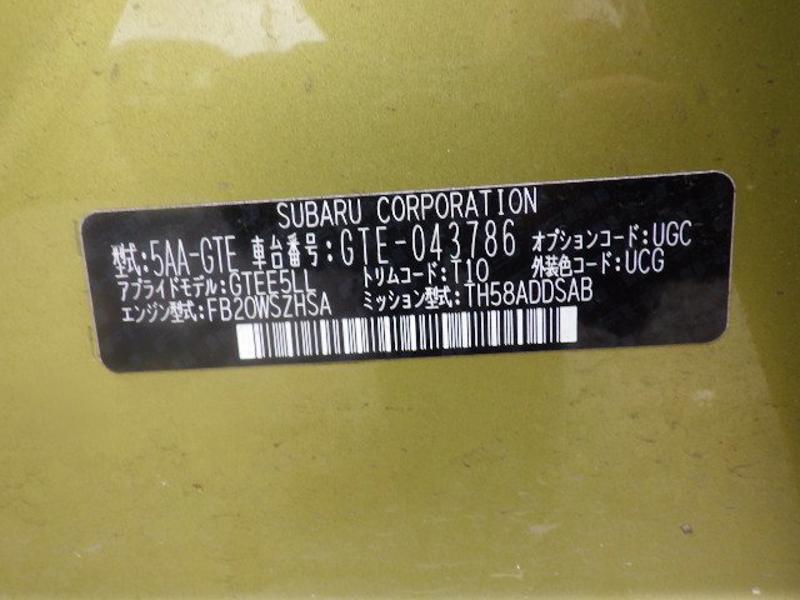 SUBARU CORPORATION
型式:5AA-GTE 車台番号:GTE-043786 オプションコード:UGC
アプライドモデル:GTEE5LL トリムコード:T10 外装色コード:UCG
エンジン型式:FB20WSZHSA ミッション型式:TH58ADDSAB